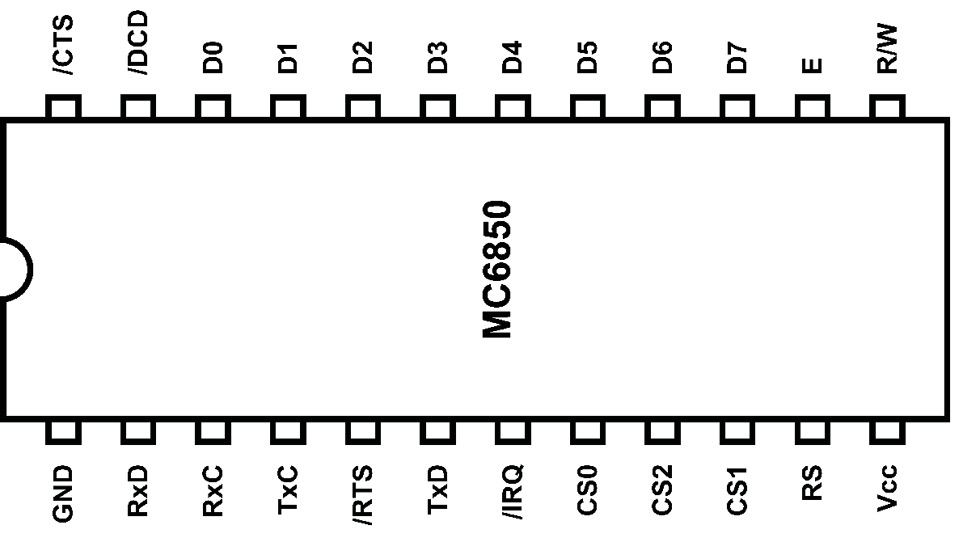 /CTS
/DCD
D0
D1
D2
D3
D4
D5
D6
D7
E
R/W
MC6850
GND
RxD
RxC
TxC
/RTS
TxD
/IRQ
CS0
CS2
CS1
RS
Vcc